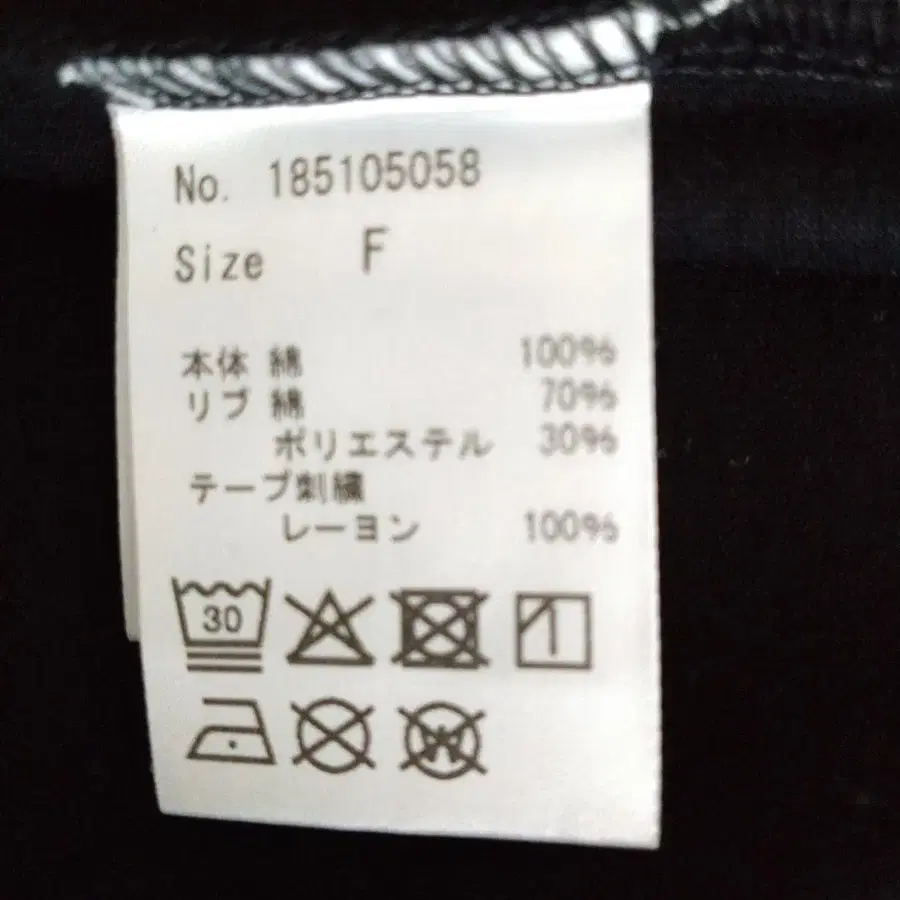 No. 185105058
Size F
本体 綿 100%
リブ 綿 70%
ポリエステル 30%
テープ刺繍
レーヨン 100%
30
W